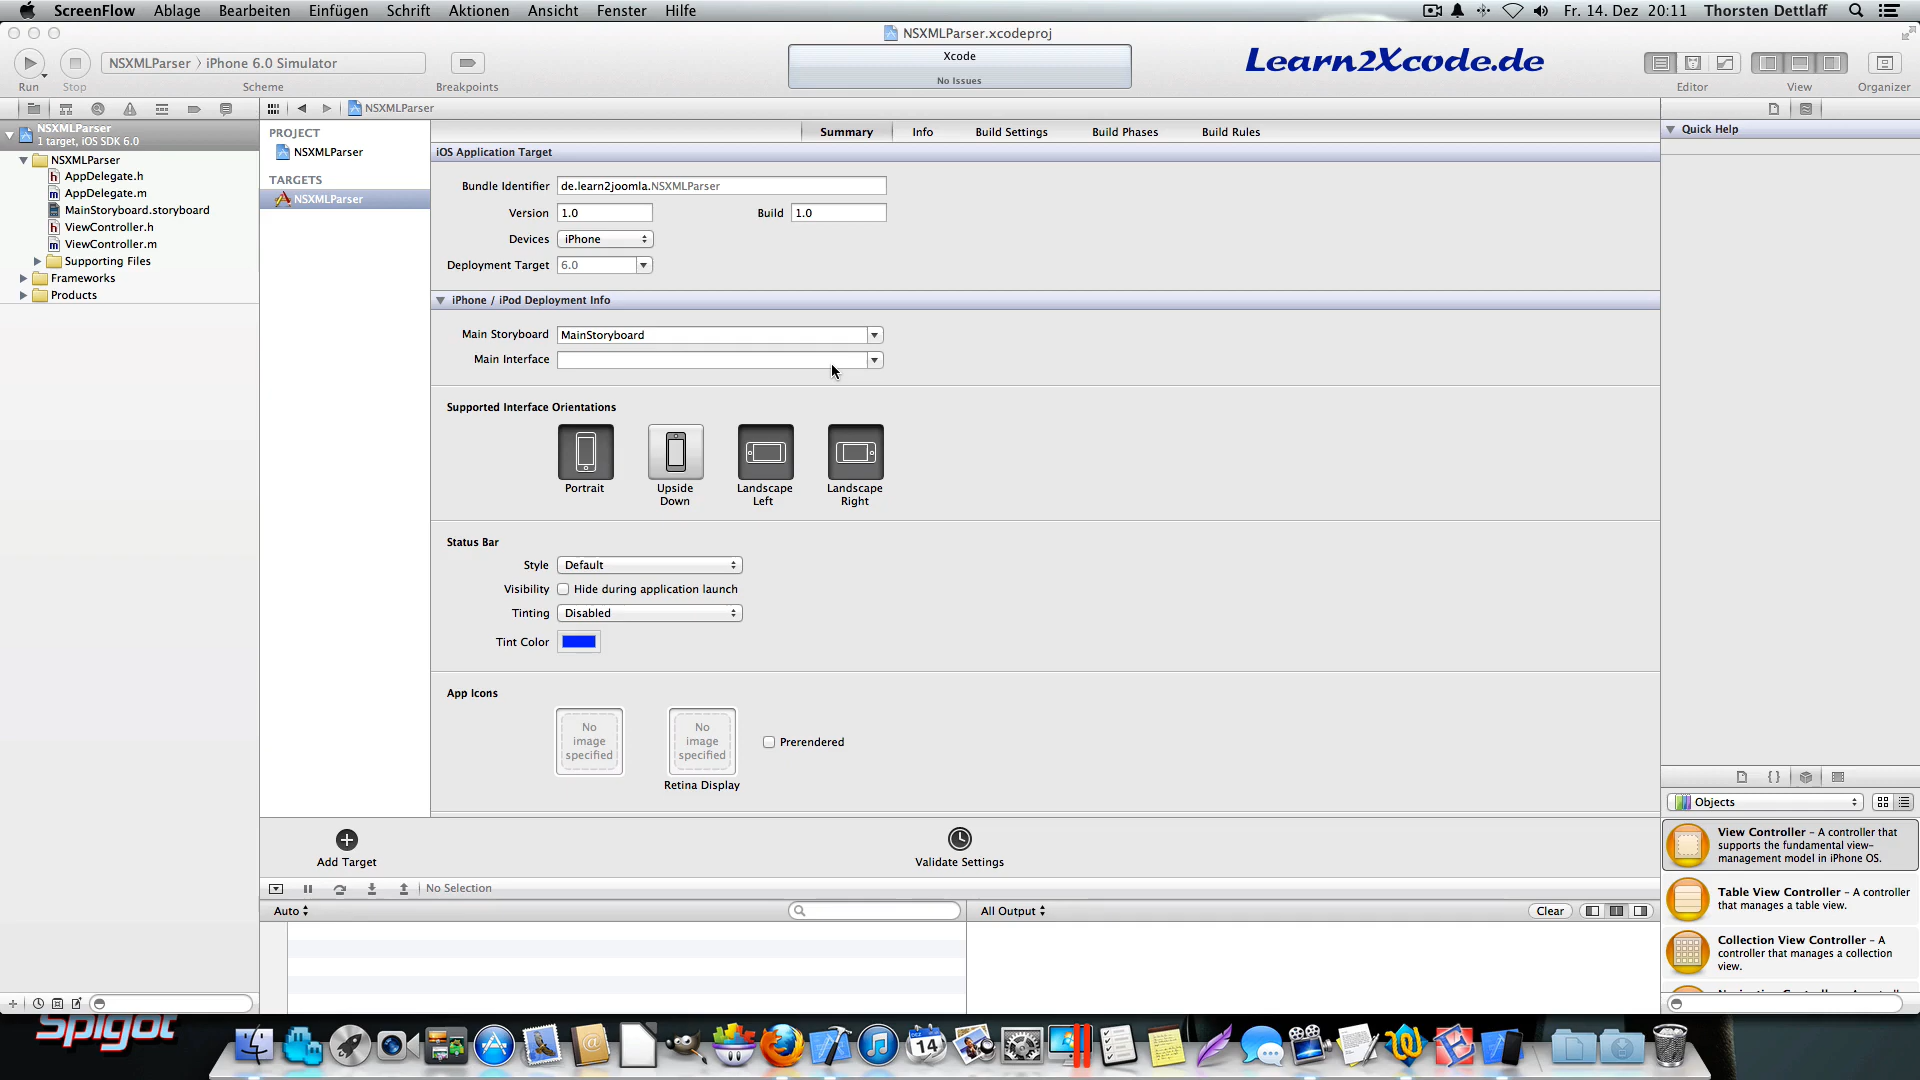 ScreenFlow Ablage Bearbeiten Einfügen Schrift Aktionen Ansicht Fenster Hilfe Fr. 14. Dez 20:11 Thorsten Dettlaff
NSXMLParser.xcodeproj
NSXMLParser iPhone 6.0 Simulator
Xcode
No Issues
Learn2Xcode.de
Run Stop Scheme Breakpoints Editor View Organizer
NSXMLParser
NSXMLParser
1 target, iOS SDK 6.0
NSXMLParser
AppDelegate.h
AppDelegate.m
MainStoryboard.storyboard
ViewController.h
ViewController.m
Supporting Files
Frameworks
Products
PROJECT
NSXMLParser
TARGETS
NSXMLParser
Summary Info Build Settings Build Phases Build Rules
iOS Application Target
Bundle Identifier de.learn2joomla.NSXMLParser
Version 1.0 Build 1.0
Devices iPhone
Deployment Target 6.0
iPhone / iPod Deployment Info
Main Storyboard MainStoryboard
Main Interface
Supported Interface Orientations
Portrait
Upside Down
Landscape Left
Landscape Right
Status Bar
Style Default
Visibility Hide during application launch
Tinting Disabled
Tint Color
App Icons
No image specified
No image specified
Prerendered
Retina Display
Add Target
Validate Settings
No Selection
Auto
All Output
Clear
Quick Help
Objects
View Controller – A controller that
supports the fundamental view-
management model in iPhone OS.
Table View Controller – A controller
that manages a table view.
Collection View Controller – A
controller that manages a collection
view.
Spigot
DEZ
14